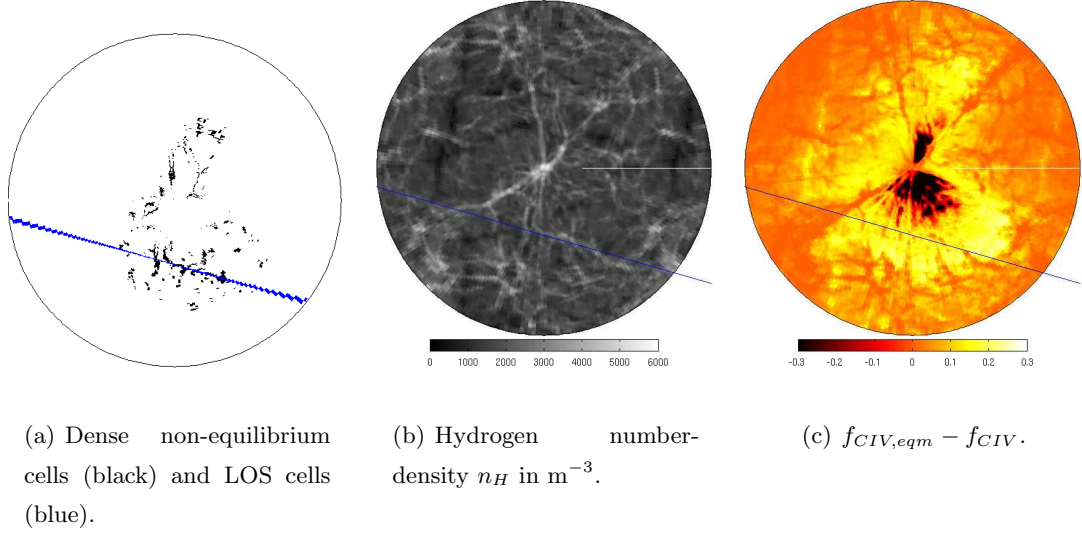 0 1000 2000 3000 4000 5000 6000
-0.3 -0.2 -0.1 0 0.1 0.2 0.3
(a) Dense non-equilibrium
cells (black) and LOS cells
(blue).
(b) Hydrogen number-
density n_H in m^{-3}.
(c) f_{CIV,eqm} − f_{CIV}.